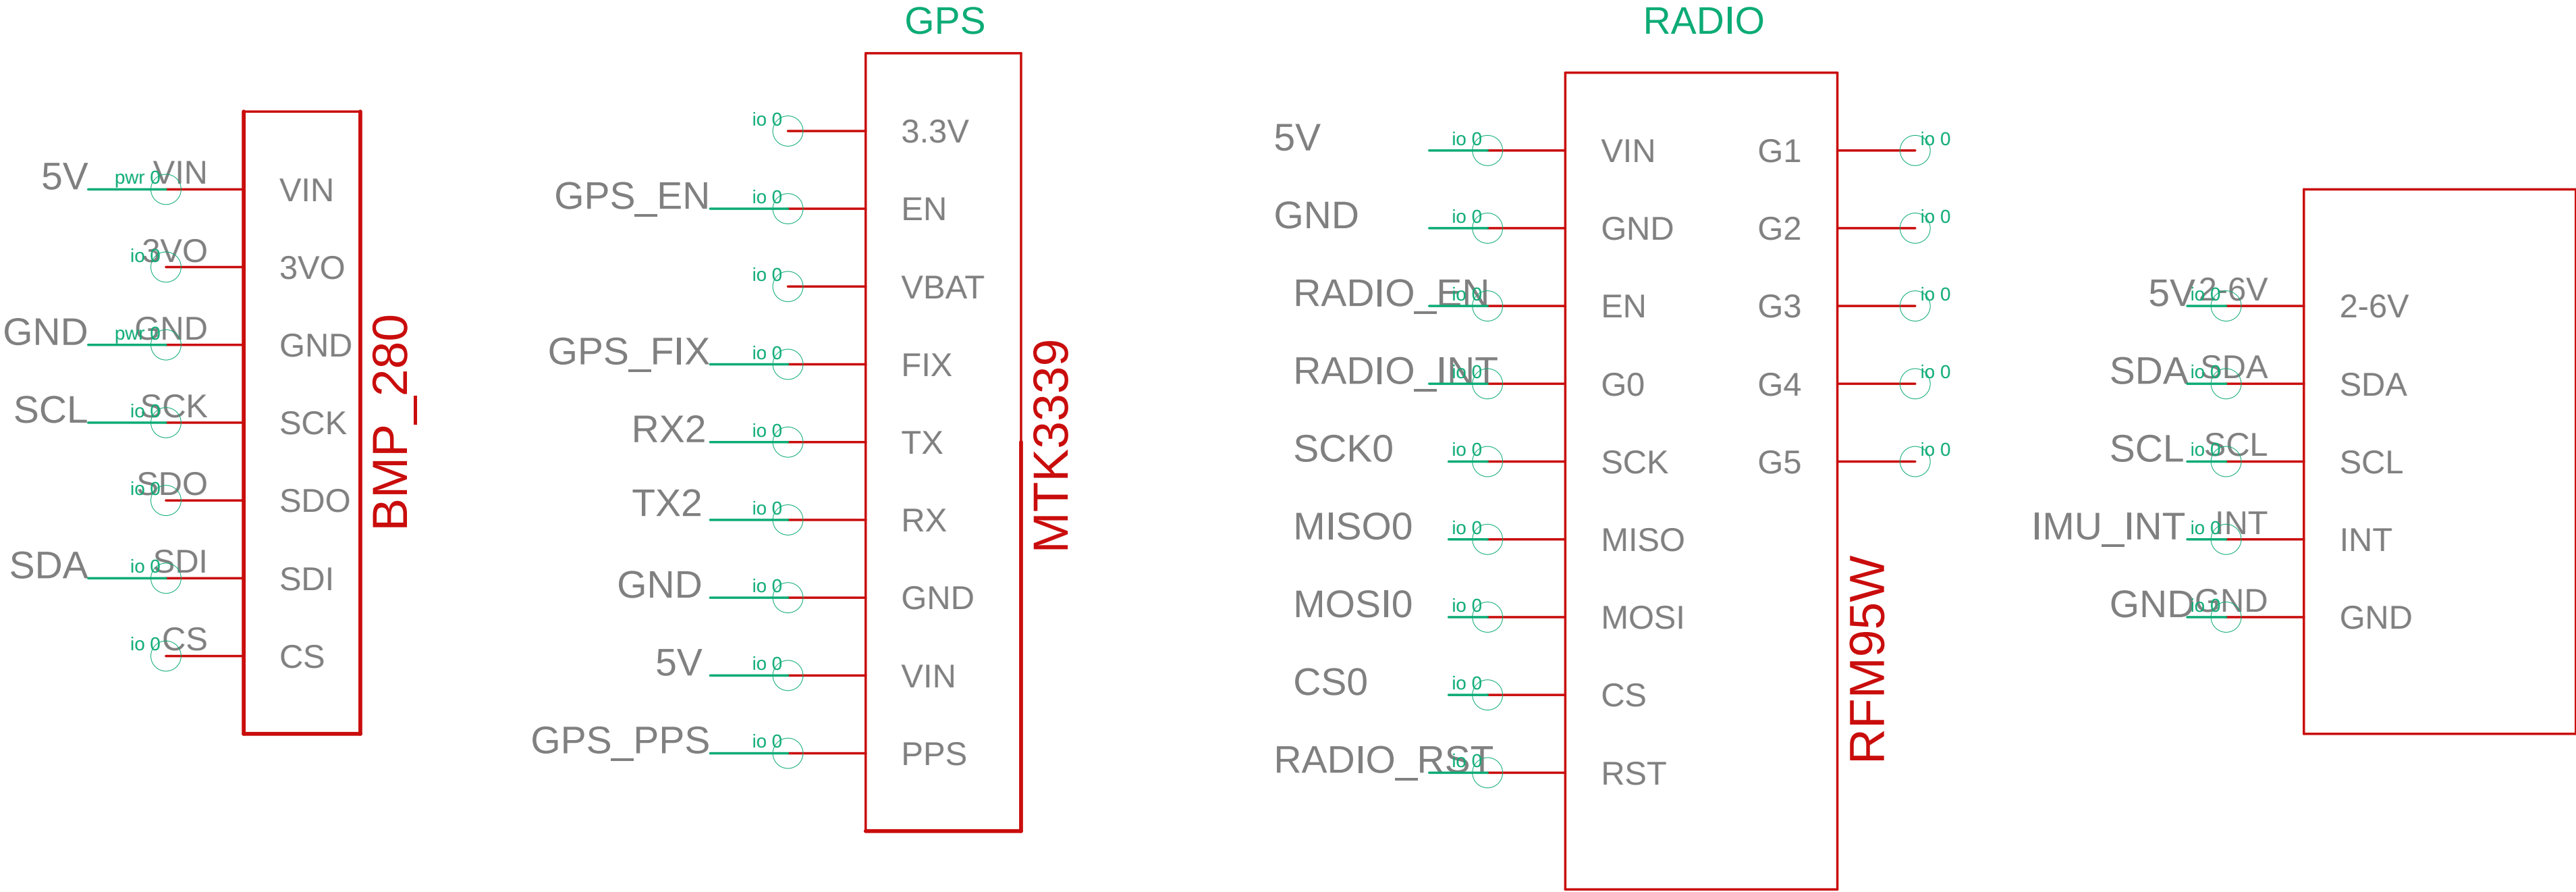 GPS
RADIO
5V pwr 0 VIN VIN
io 0 3VO 3VO
GND pwr 0 GND GND
SCL io 0 SCK SCK
io 0 SDO SDO
SDA io 0 SDI SDI
io 0 CS CS
BMP_280
io 0 3.3V
GPS_EN io 0 EN
io 0 VBAT
GPS_FIX io 0 FIX
RX2 io 0 TX
TX2 io 0 RX
GND io 0 GND
5V io 0 VIN
GPS_PPS io 0 PPS
MTK3339
5V io 0 VIN G1 io 0
GND io 0 GND G2 io 0
RADIO_EN io 0 EN G3 io 0
RADIO_INT io 0 G0 G4 io 0
SCK0 io 0 SCK G5 io 0
MISO0 io 0 MISO
MOSI0 io 0 MOSI
CS0 io 0 CS
RADIO_RST io 0 RST
RFM95W
5V io 0 2-6V 2-6V
SDA io 0 SDA SDA
SCL io 0 SCL SCL
IMU_INT io 0 INT INT
GND io 0 GND GND